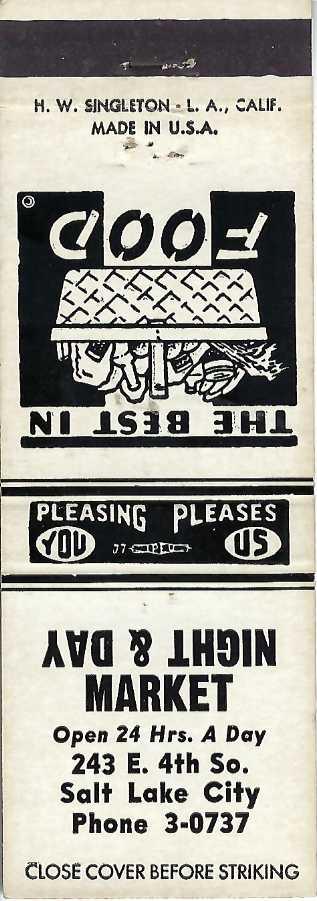 H. W. SINGLETON - L. A., CALIF.
MADE IN U.S.A.
THE BEST IN
FOOD
©
PLEASING PLEASES
YOU US
NIGHT & DAY
MARKET
Open 24 Hrs. A Day
243 E. 4th So.
Salt Lake City
Phone 3-0737
CLOSE COVER BEFORE STRIKING